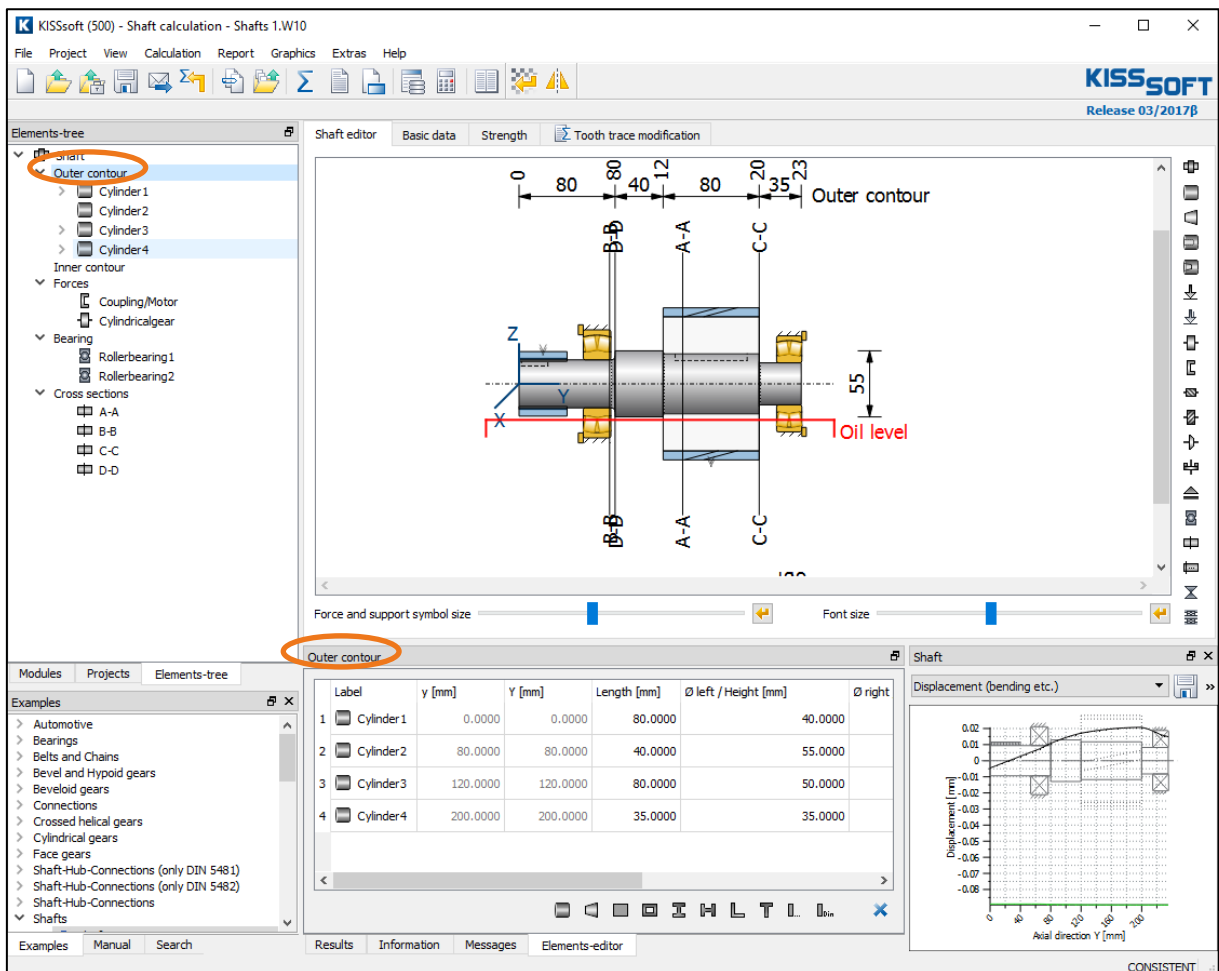 KISSsoft (500) - Shaft calculation - Shafts 1.W10
File Project View Calculation Report Graphics Extras Help
KISSSOFT
Release 03/2017β
Elements-tree
Shaft
Outer contour
Cylinder1
Cylinder2
Cylinder3
Cylinder4
Inner contour
Forces
Coupling/Motor
Cylindricalgear
Bearing
Rollerbearing1
Rollerbearing2
Cross sections
A-A
B-B
C-C
D-D
Modules Projects Elements-tree
Examples
Automotive
Bearings
Belts and Chains
Bevel and Hypoid gears
Beveloid gears
Connections
Crossed helical gears
Cylindrical gears
Face gears
Shaft-Hub-Connections (only DIN 5481)
Shaft-Hub-Connections (only DIN 5482)
Shaft-Hub-Connections
Shafts
Examples Manual Search
Shaft editor Basic data Strength Tooth trace modification
0 80 12 20 23
80 40 80 35 Outer contour
B-B D-D A-A C-C
Z
Y
X
55
Oil level
B-B D-D A-A C-C
Force and support symbol size Font size
Outer contour
Label y [mm] Y [mm] Length [mm] Ø left / Height [mm] Ø right
1 Cylinder1 0.0000 0.0000 80.0000 40.0000
2 Cylinder2 80.0000 80.0000 40.0000 55.0000
3 Cylinder3 120.0000 120.0000 80.0000 50.0000
4 Cylinder4 200.0000 200.0000 35.0000 35.0000
Din
Results Information Messages Elements-editor
Shaft
Displacement (bending etc.) »
0.02
0.01
0
-0.01
-0.02
-0.03
-0.04
-0.05
-0.06
-0.07
-0.08
Displacement [mm]
0 40 80 120 160 200
Axial direction Y [mm]
CONSISTENT